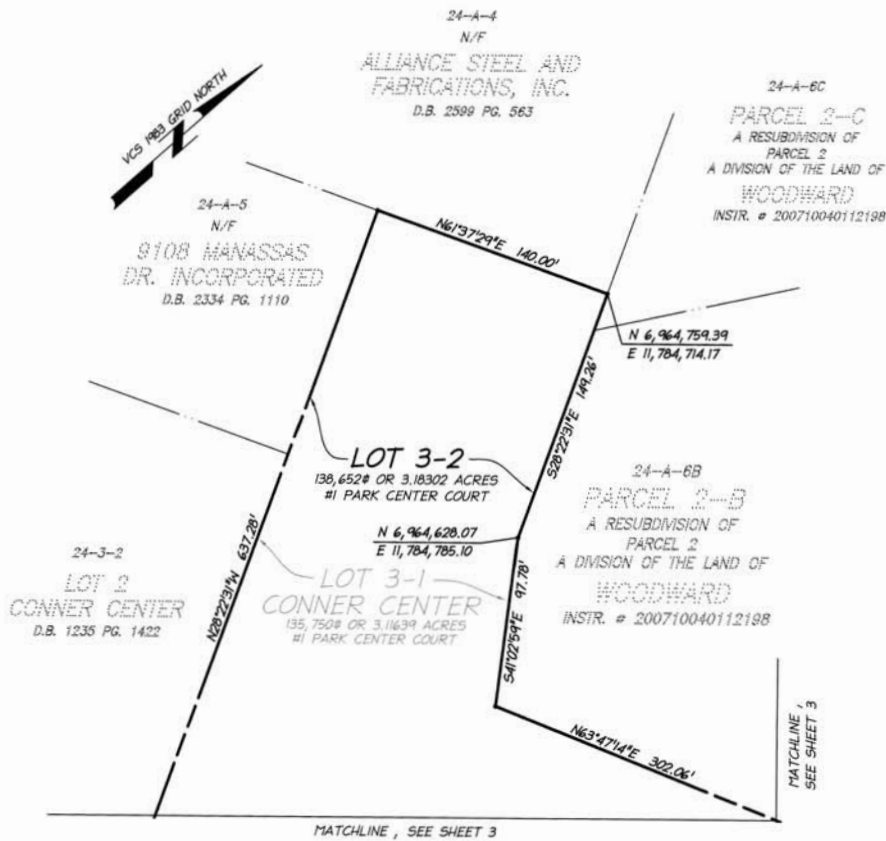 24-A-4
N/F
ALLIANCE STEEL AND
FABRICATIONS, INC.
D.B. 2599 PG. 563
24-A-6C
PARCEL 2-C
A RESUBDIVISION OF
PARCEL 2
A DIVISION OF THE LAND OF
WOODWARD
INSTR. # 200710040112198
VCS 1983 GRID NORTH
24-A-5
N/F
9108 MANASSAS
DR. INCORPORATED
D.B. 2334 PG. 1110
N61°37'29"E 140.00'
N 6,964,759.39
E 11,784,714.17
S28°22'31"E 149.26'
LOT 3-2
138,652# OR 3.18302 ACRES
#1 PARK CENTER COURT
N 6,964,628.07
E 11,784,785.10
24-A-6B
PARCEL 2-B
A RESUBDIVISION OF
PARCEL 2
A DIVISION OF THE LAND OF
WOODWARD
INSTR. # 200710040112198
24-3-2
LOT 2
CONNER CENTER
D.B. 1235 PG. 1422
N28°22'31"W 637.28'
LOT 3-1
CONNER CENTER
135,750# OR 3.11639 ACRES
#1 PARK CENTER COURT
S41°02'59"E 97.78'
N63°47'14"E 302.06'
MATCHLINE ,
SEE SHEET 3
MATCHLINE , SEE SHEET 3